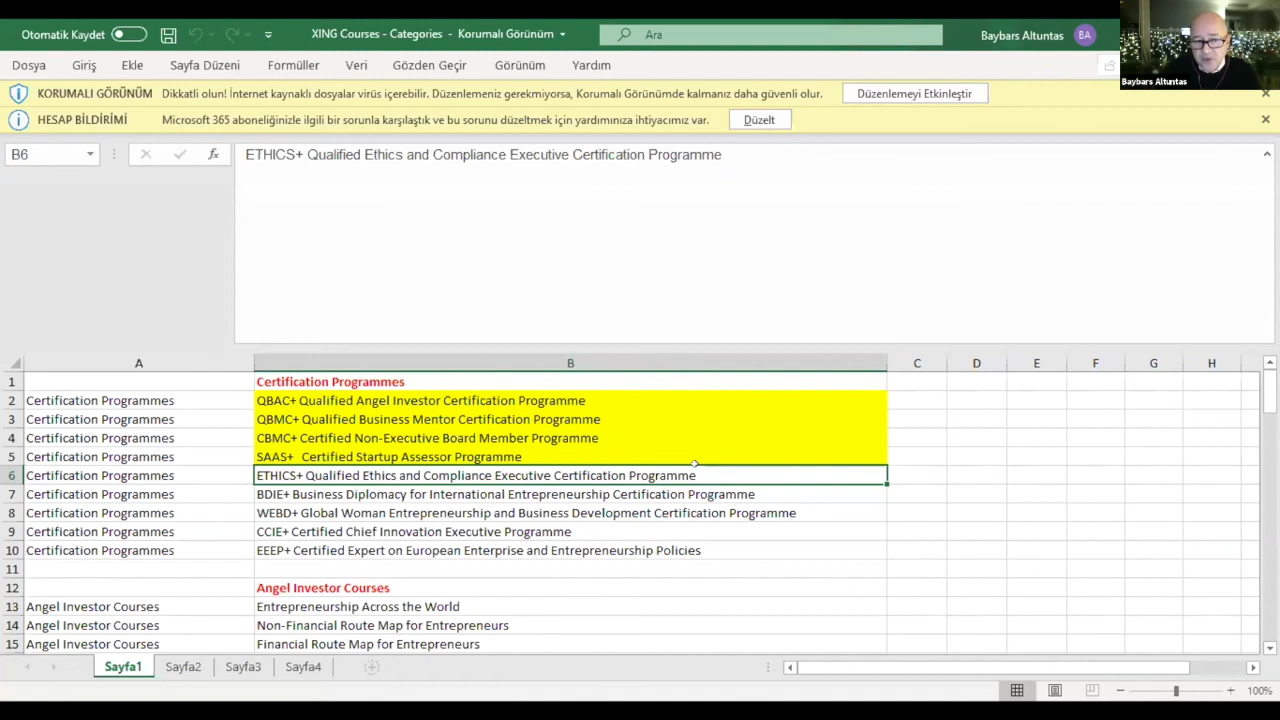 Otomatik Kaydet XING Courses - Categories - Korumalı Görünüm Ara Baybars Altuntas BA
Baybars Altuntas
Dosya Giriş Ekle Sayfa Düzeni Formüller Veri Gözden Geçir Görünüm Yardım
KORUMALI GÖRÜNÜM Dikkatli olun! İnternet kaynaklı dosyalar virüs içerebilir. Düzenlemeniz gerekmiyorsa, Korumalı Görünümde kalmanız daha güvenli olur. Düzenlemeyi Etkinleştir
HESAP BİLDİRİMİ Microsoft 365 aboneliğinizle ilgili bir sorunla karşılaştık ve bu sorunu düzeltmek için yardımınıza ihtiyacımız var. Düzelt
B6 fx ETHICS+ Qualified Ethics and Compliance Executive Certification Programme
A B C D E F G H
1 Certification Programmes
2 Certification Programmes QBAC+ Qualified Angel Investor Certification Programme
3 Certification Programmes QBMC+ Qualified Business Mentor Certification Programme
4 Certification Programmes CBMC+ Certified Non-Executive Board Member Programme
5 Certification Programmes SAAS+ Certified Startup Assessor Programme
6 Certification Programmes ETHICS+ Qualified Ethics and Compliance Executive Certification Programme
7 Certification Programmes BDIE+ Business Diplomacy for International Entrepreneurship Certification Programme
8 Certification Programmes WEBD+ Global Woman Entrepreneurship and Business Development Certification Programme
9 Certification Programmes CCIE+ Certified Chief Innovation Executive Programme
10 Certification Programmes EEEP+ Certified Expert on European Enterprise and Entrepreneurship Policies
11
12 Angel Investor Courses
13 Angel Investor Courses Entrepreneurship Across the World
14 Angel Investor Courses Non-Financial Route Map for Entrepreneurs
15 Angel Investor Courses Financial Route Map for Entrepreneurs
Sayfa1 Sayfa2 Sayfa3 Sayfa4
100%